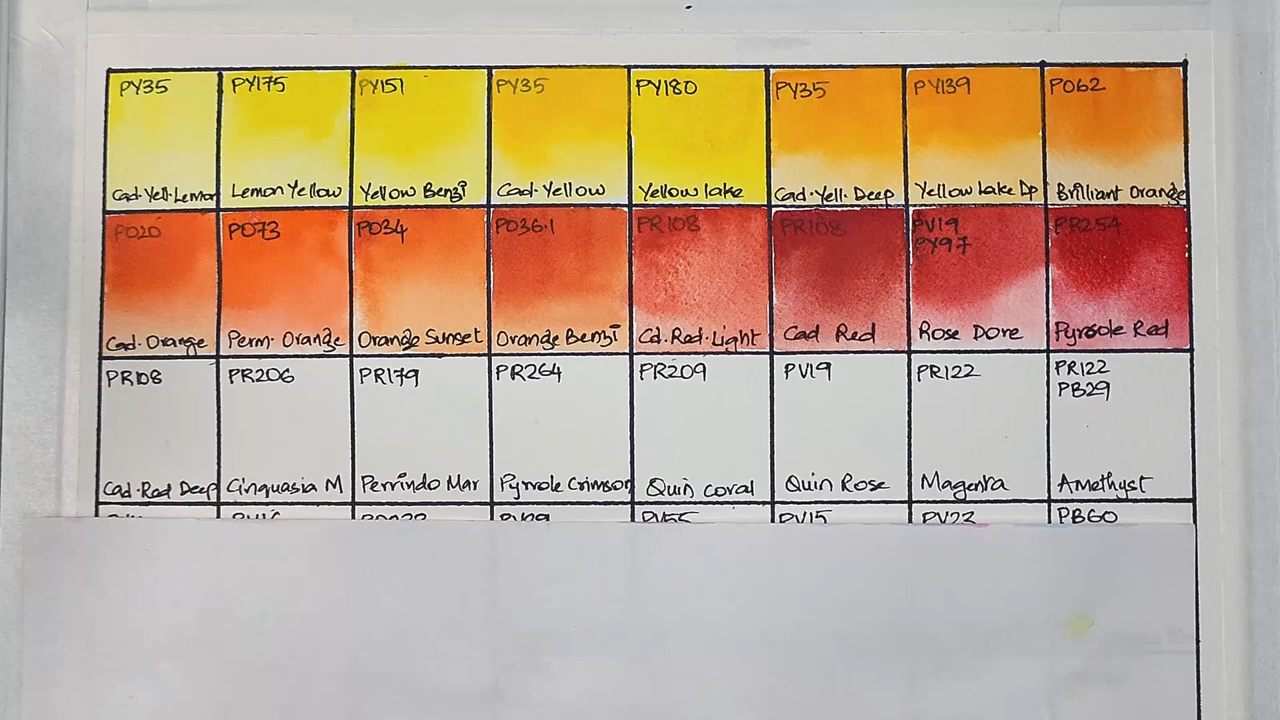 PY35 PY175 PY151 PY35 PY180 PY35 PY139 PO62
Cad.Yell.Lemon Lemon Yellow Yellow Benzi Cad.Yellow Yellow lake Cad.Yell.Deep Yellow Lake Dp Brilliant Orange
PO20 PO73 PO34 PO36.1 PR108 PR108 PV19 PR254
PY97
Cad.Orange Perm.Orange Orange Sunset Orange Benzi Cd.Red.Light Cad Red Rose Dore Pyrrole Red
PR108 PR206 PR179 PR264 PR209 PV19 PR122 PR122
PB29
Cad.Red Deep Cinquasia M Perrindo Mar Pyrrole Crimson Quin coral Quin Rose Magenta Amethyst
PV55 PV15 PV23 PB60